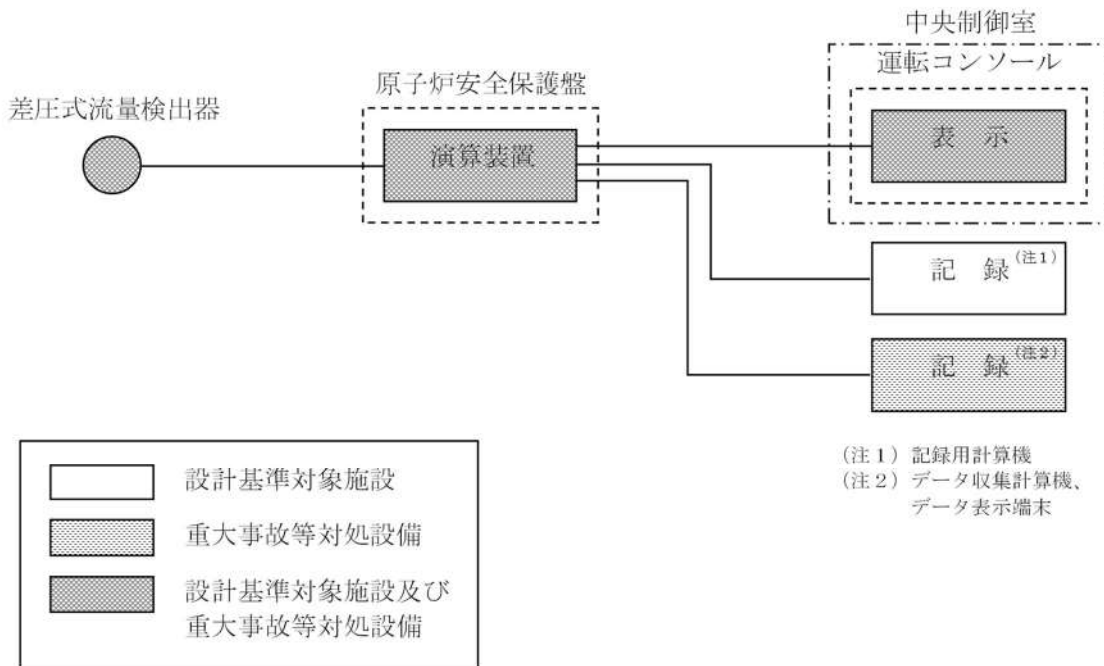 中央制御室
運転コンソール
原子炉安全保護盤
差圧式流量検出器
演算装置
表 示
記 録(注1)
記 録(注2)
(注1)記録用計算機
(注2)データ収集計算機、
データ表示端末
設計基準対象施設
重大事故等対処設備
設計基準対象施設及び
重大事故等対処設備